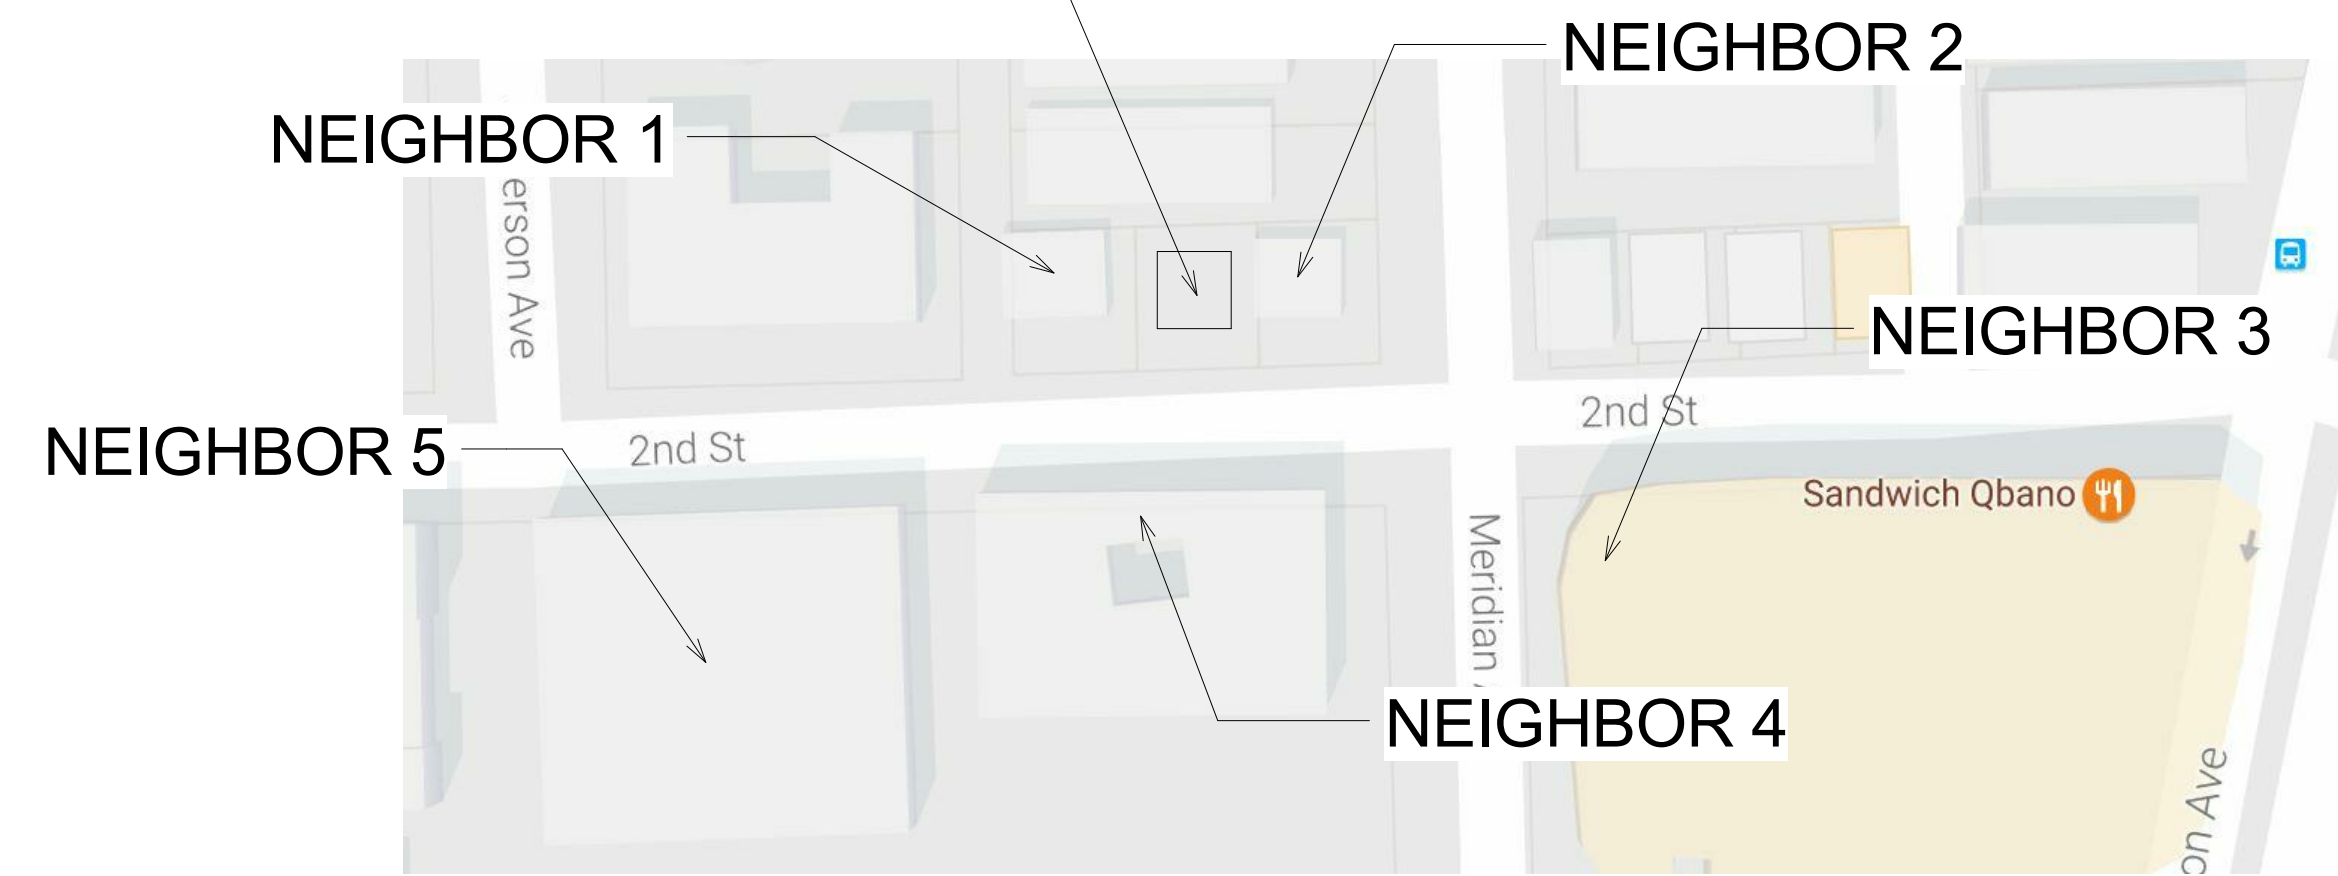 NEIGHBOR 2
NEIGHBOR 1
erson Ave
NEIGHBOR 3
2nd St
2nd St
NEIGHBOR 5
Sandwich Qbano
Meridian
NEIGHBOR 4
on Ave